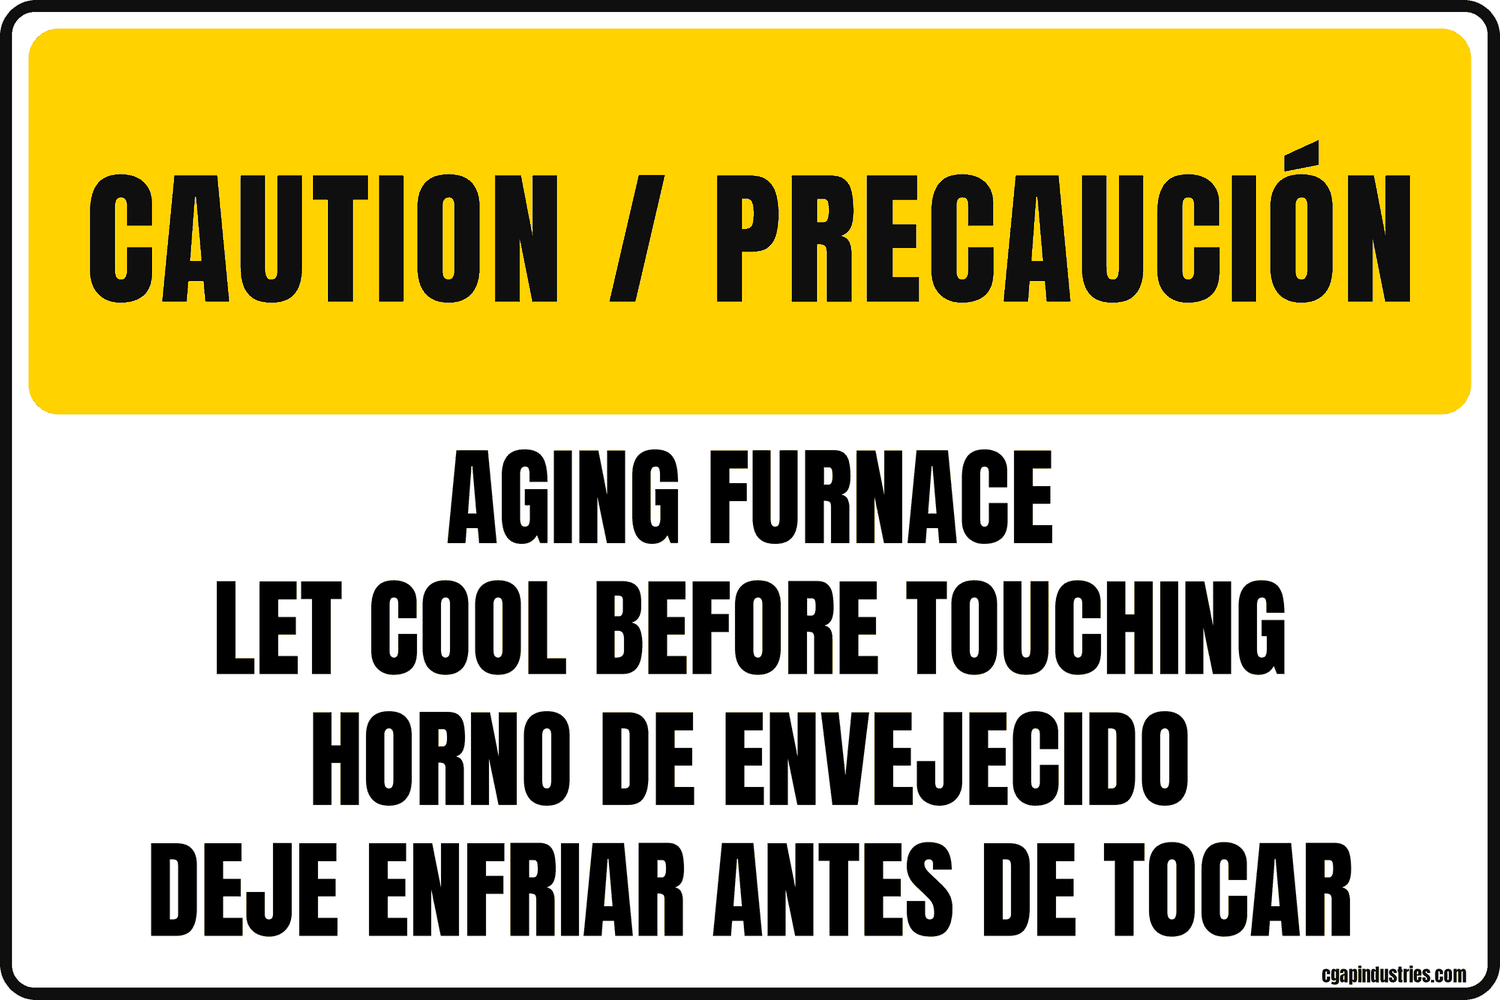 CAUTION / PRECAUCIÓN
AGING FURNACE
LET COOL BEFORE TOUCHING
HORNO DE ENVEJECIDO
DEJE ENFRIAR ANTES DE TOCAR
cgapindustries.com